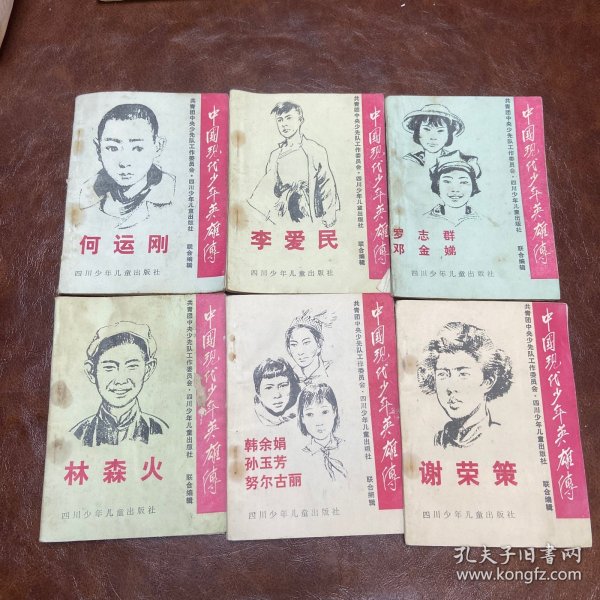 中国现代少年英雄传
共青团中央少先队工作委员会·四川少年儿童出版社
联合编辑
何运刚
四川少年儿童出版社
中国现代少年英雄传
共青团中央少先队工作委员会·四川少年儿童出版社
联合编辑
李爱民
四川少年儿童出版社
中国现代少年英雄传
共青团中央少先队工作委员会·四川少年儿童出版社
联合编辑
罗志群
邓金娣
四川少年儿童出版社
中国现代少年英雄传
共青团中央少先队工作委员会·四川少年儿童出版社
联合编辑
林森火
四川少年儿童出版社
中国现代少年英雄传
共青团中央少先队工作委员会·四川少年儿童出版社
联合编辑
韩余娟
孙玉芳
努尔古丽
四川少年儿童出版社
中国现代少年英雄传
共青团中央少先队工作委员会·四川少年儿童出版社
联合编辑
谢荣策
四川少年儿童出版社
孔夫子旧书网
www.kongfz.com